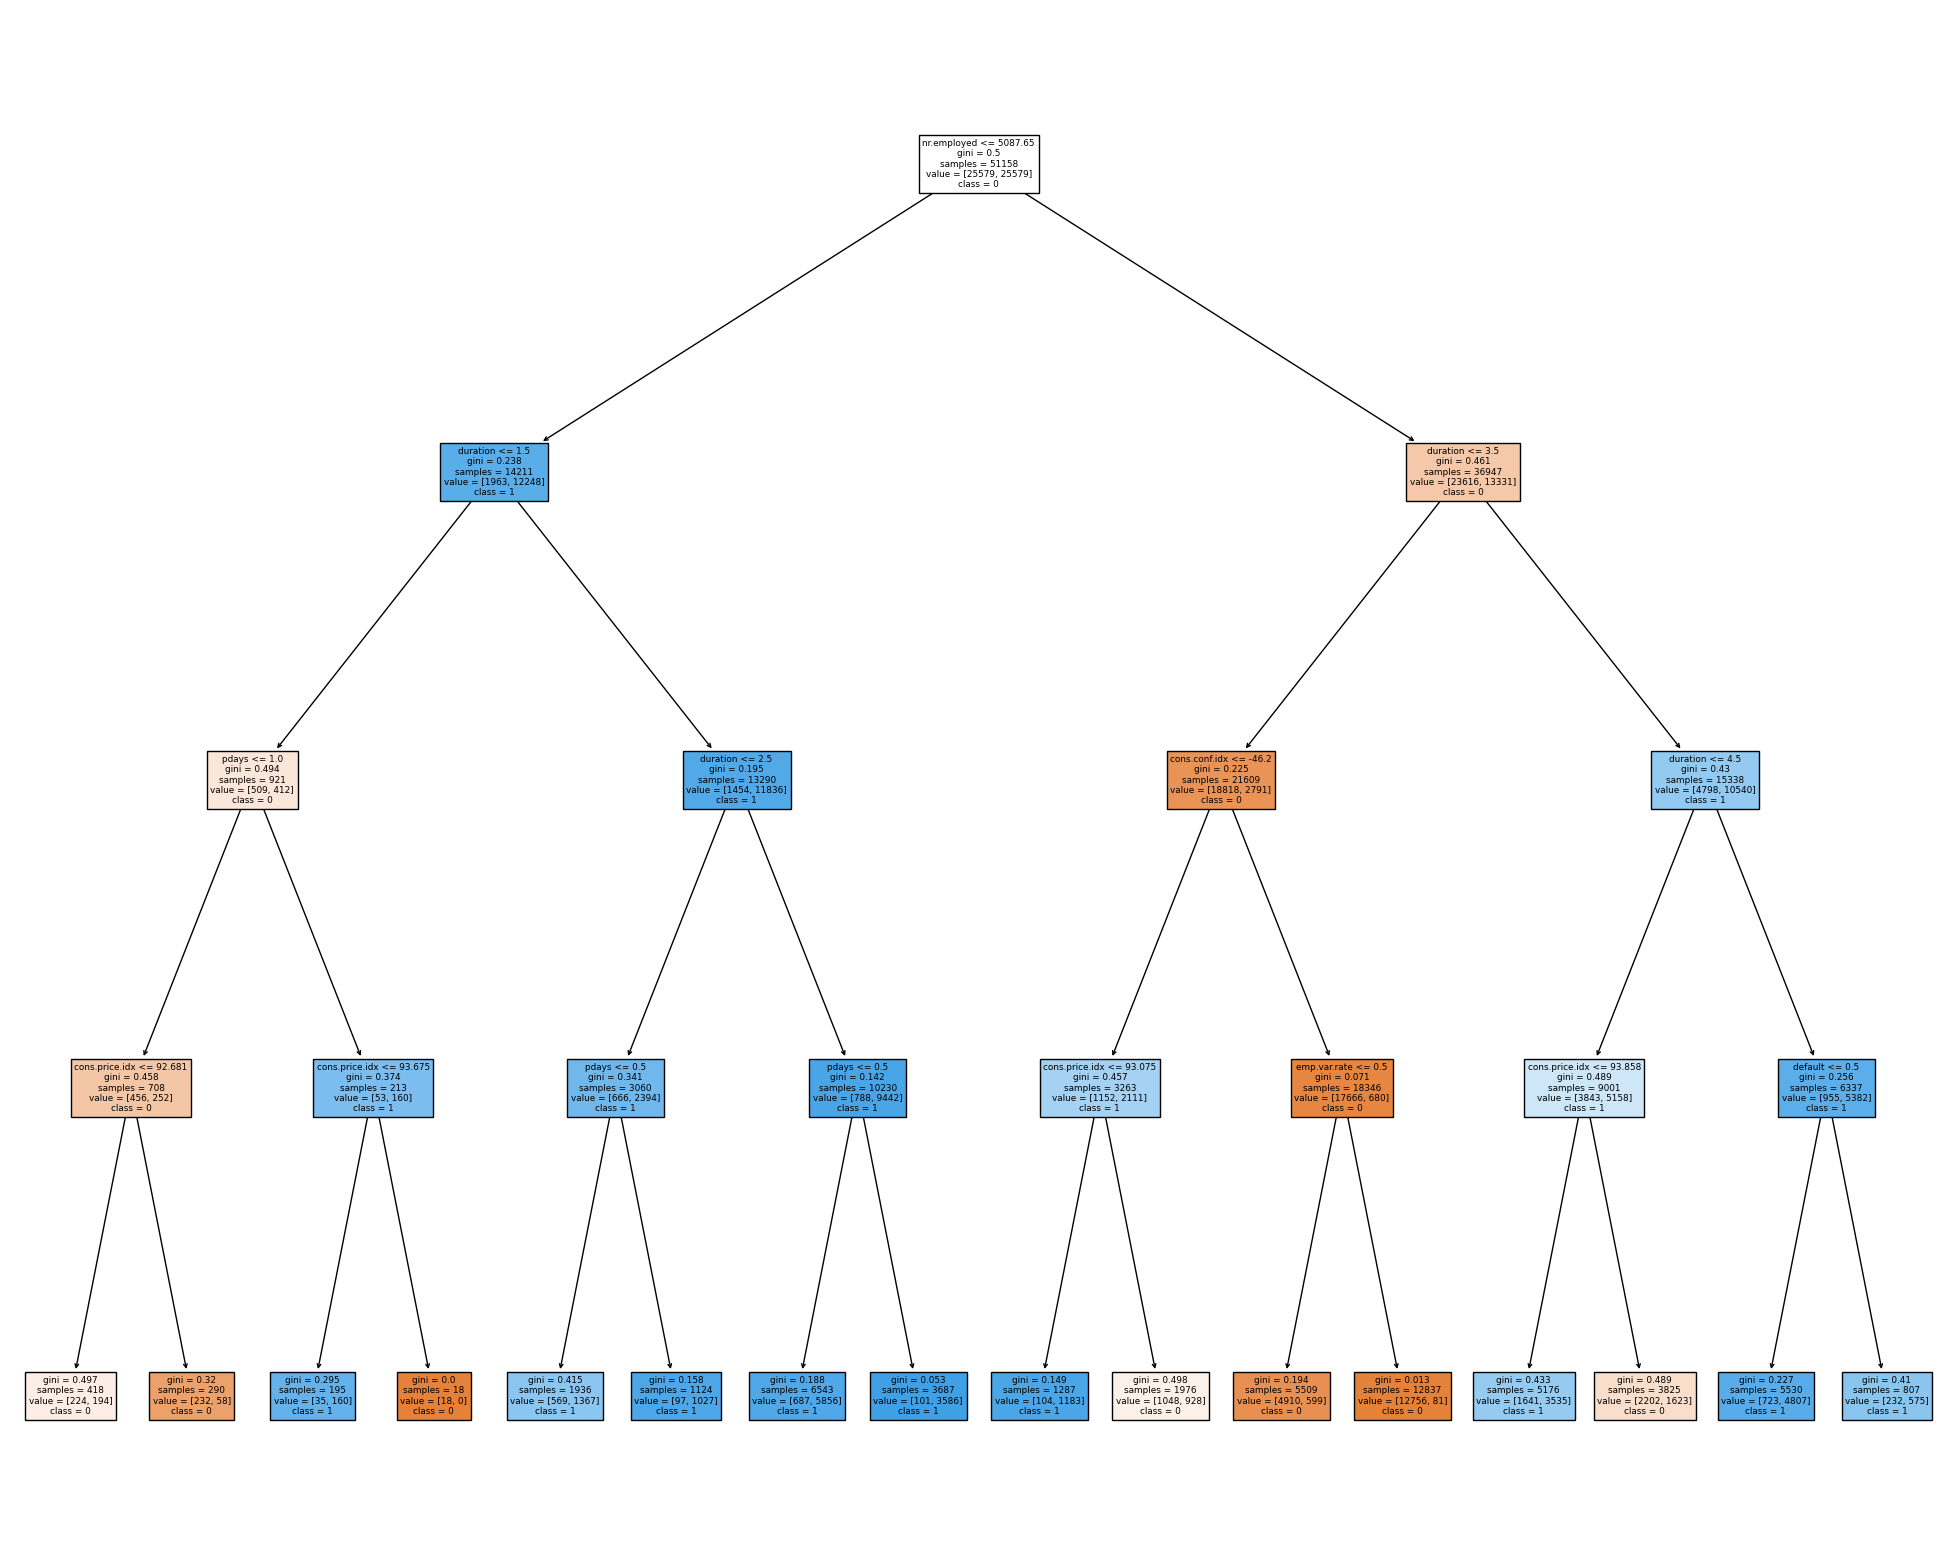 nr.employed <= 5087.65
gini = 0.5
samples = 51158
value = [25579, 25579]
class = 0
duration <= 1.5
gini = 0.238
samples = 14211
value = [1963, 12248]
class = 1
duration <= 3.5
gini = 0.461
samples = 36947
value = [23616, 13331]
class = 0
pdays <= 1.0
gini = 0.494
samples = 921
value = [509, 412]
class = 0
duration <= 2.5
gini = 0.195
samples = 13290
value = [1454, 11836]
class = 1
cons.conf.idx <= -46.2
gini = 0.225
samples = 21609
value = [18818, 2791]
class = 0
duration <= 4.5
gini = 0.43
samples = 15338
value = [4798, 10540]
class = 1
cons.price.idx <= 92.681
gini = 0.458
samples = 708
value = [456, 252]
class = 0
cons.price.idx <= 93.675
gini = 0.374
samples = 213
value = [53, 160]
class = 1
pdays <= 0.5
gini = 0.341
samples = 3060
value = [666, 2394]
class = 1
pdays <= 0.5
gini = 0.142
samples = 10230
value = [788, 9442]
class = 1
cons.price.idx <= 93.075
gini = 0.457
samples = 3263
value = [1152, 2111]
class = 1
emp.var.rate <= 0.5
gini = 0.071
samples = 18346
value = [17666, 680]
class = 0
cons.price.idx <= 93.858
gini = 0.489
samples = 9001
value = [3843, 5158]
class = 1
default <= 0.5
gini = 0.256
samples = 6337
value = [955, 5382]
class = 1
gini = 0.497
samples = 418
value = [224, 194]
class = 0
gini = 0.32
samples = 290
value = [232, 58]
class = 0
gini = 0.295
samples = 195
value = [35, 160]
class = 1
gini = 0.0
samples = 18
value = [18, 0]
class = 0
gini = 0.415
samples = 1936
value = [569, 1367]
class = 1
gini = 0.158
samples = 1124
value = [97, 1027]
class = 1
gini = 0.188
samples = 6543
value = [687, 5856]
class = 1
gini = 0.053
samples = 3687
value = [101, 3586]
class = 1
gini = 0.149
samples = 1287
value = [104, 1183]
class = 1
gini = 0.498
samples = 1976
value = [1048, 928]
class = 0
gini = 0.194
samples = 5509
value = [4910, 599]
class = 0
gini = 0.013
samples = 12837
value = [12756, 81]
class = 0
gini = 0.433
samples = 5176
value = [1641, 3535]
class = 1
gini = 0.489
samples = 3825
value = [2202, 1623]
class = 0
gini = 0.227
samples = 5530
value = [723, 4807]
class = 1
gini = 0.41
samples = 807
value = [232, 575]
class = 1